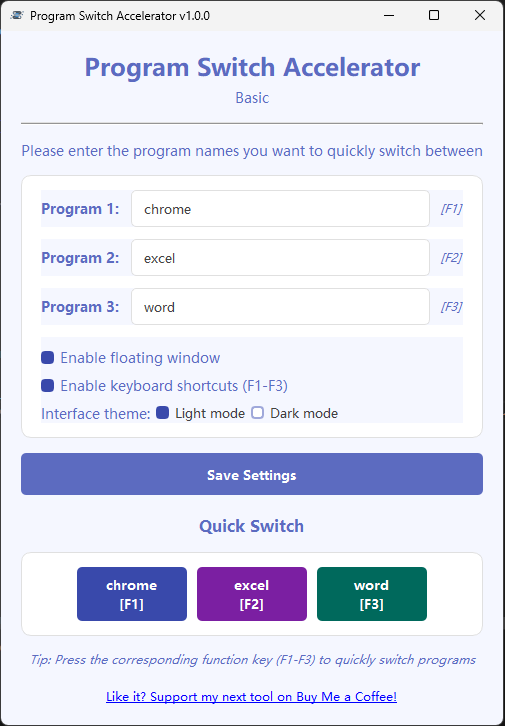 Program Switch Accelerator v1.0.0
Program Switch Accelerator
Basic
Please enter the program names you want to quickly switch between
Program 1: chrome [F1]
Program 2: excel [F2]
Program 3: word [F3]
Enable floating window
Enable keyboard shortcuts (F1-F3)
Interface theme: Light mode Dark mode
Save Settings
Quick Switch
chrome excel word
[F1] [F2] [F3]
Tip: Press the corresponding function key (F1-F3) to quickly switch programs
Like it? Support my next tool on Buy Me a Coffee!